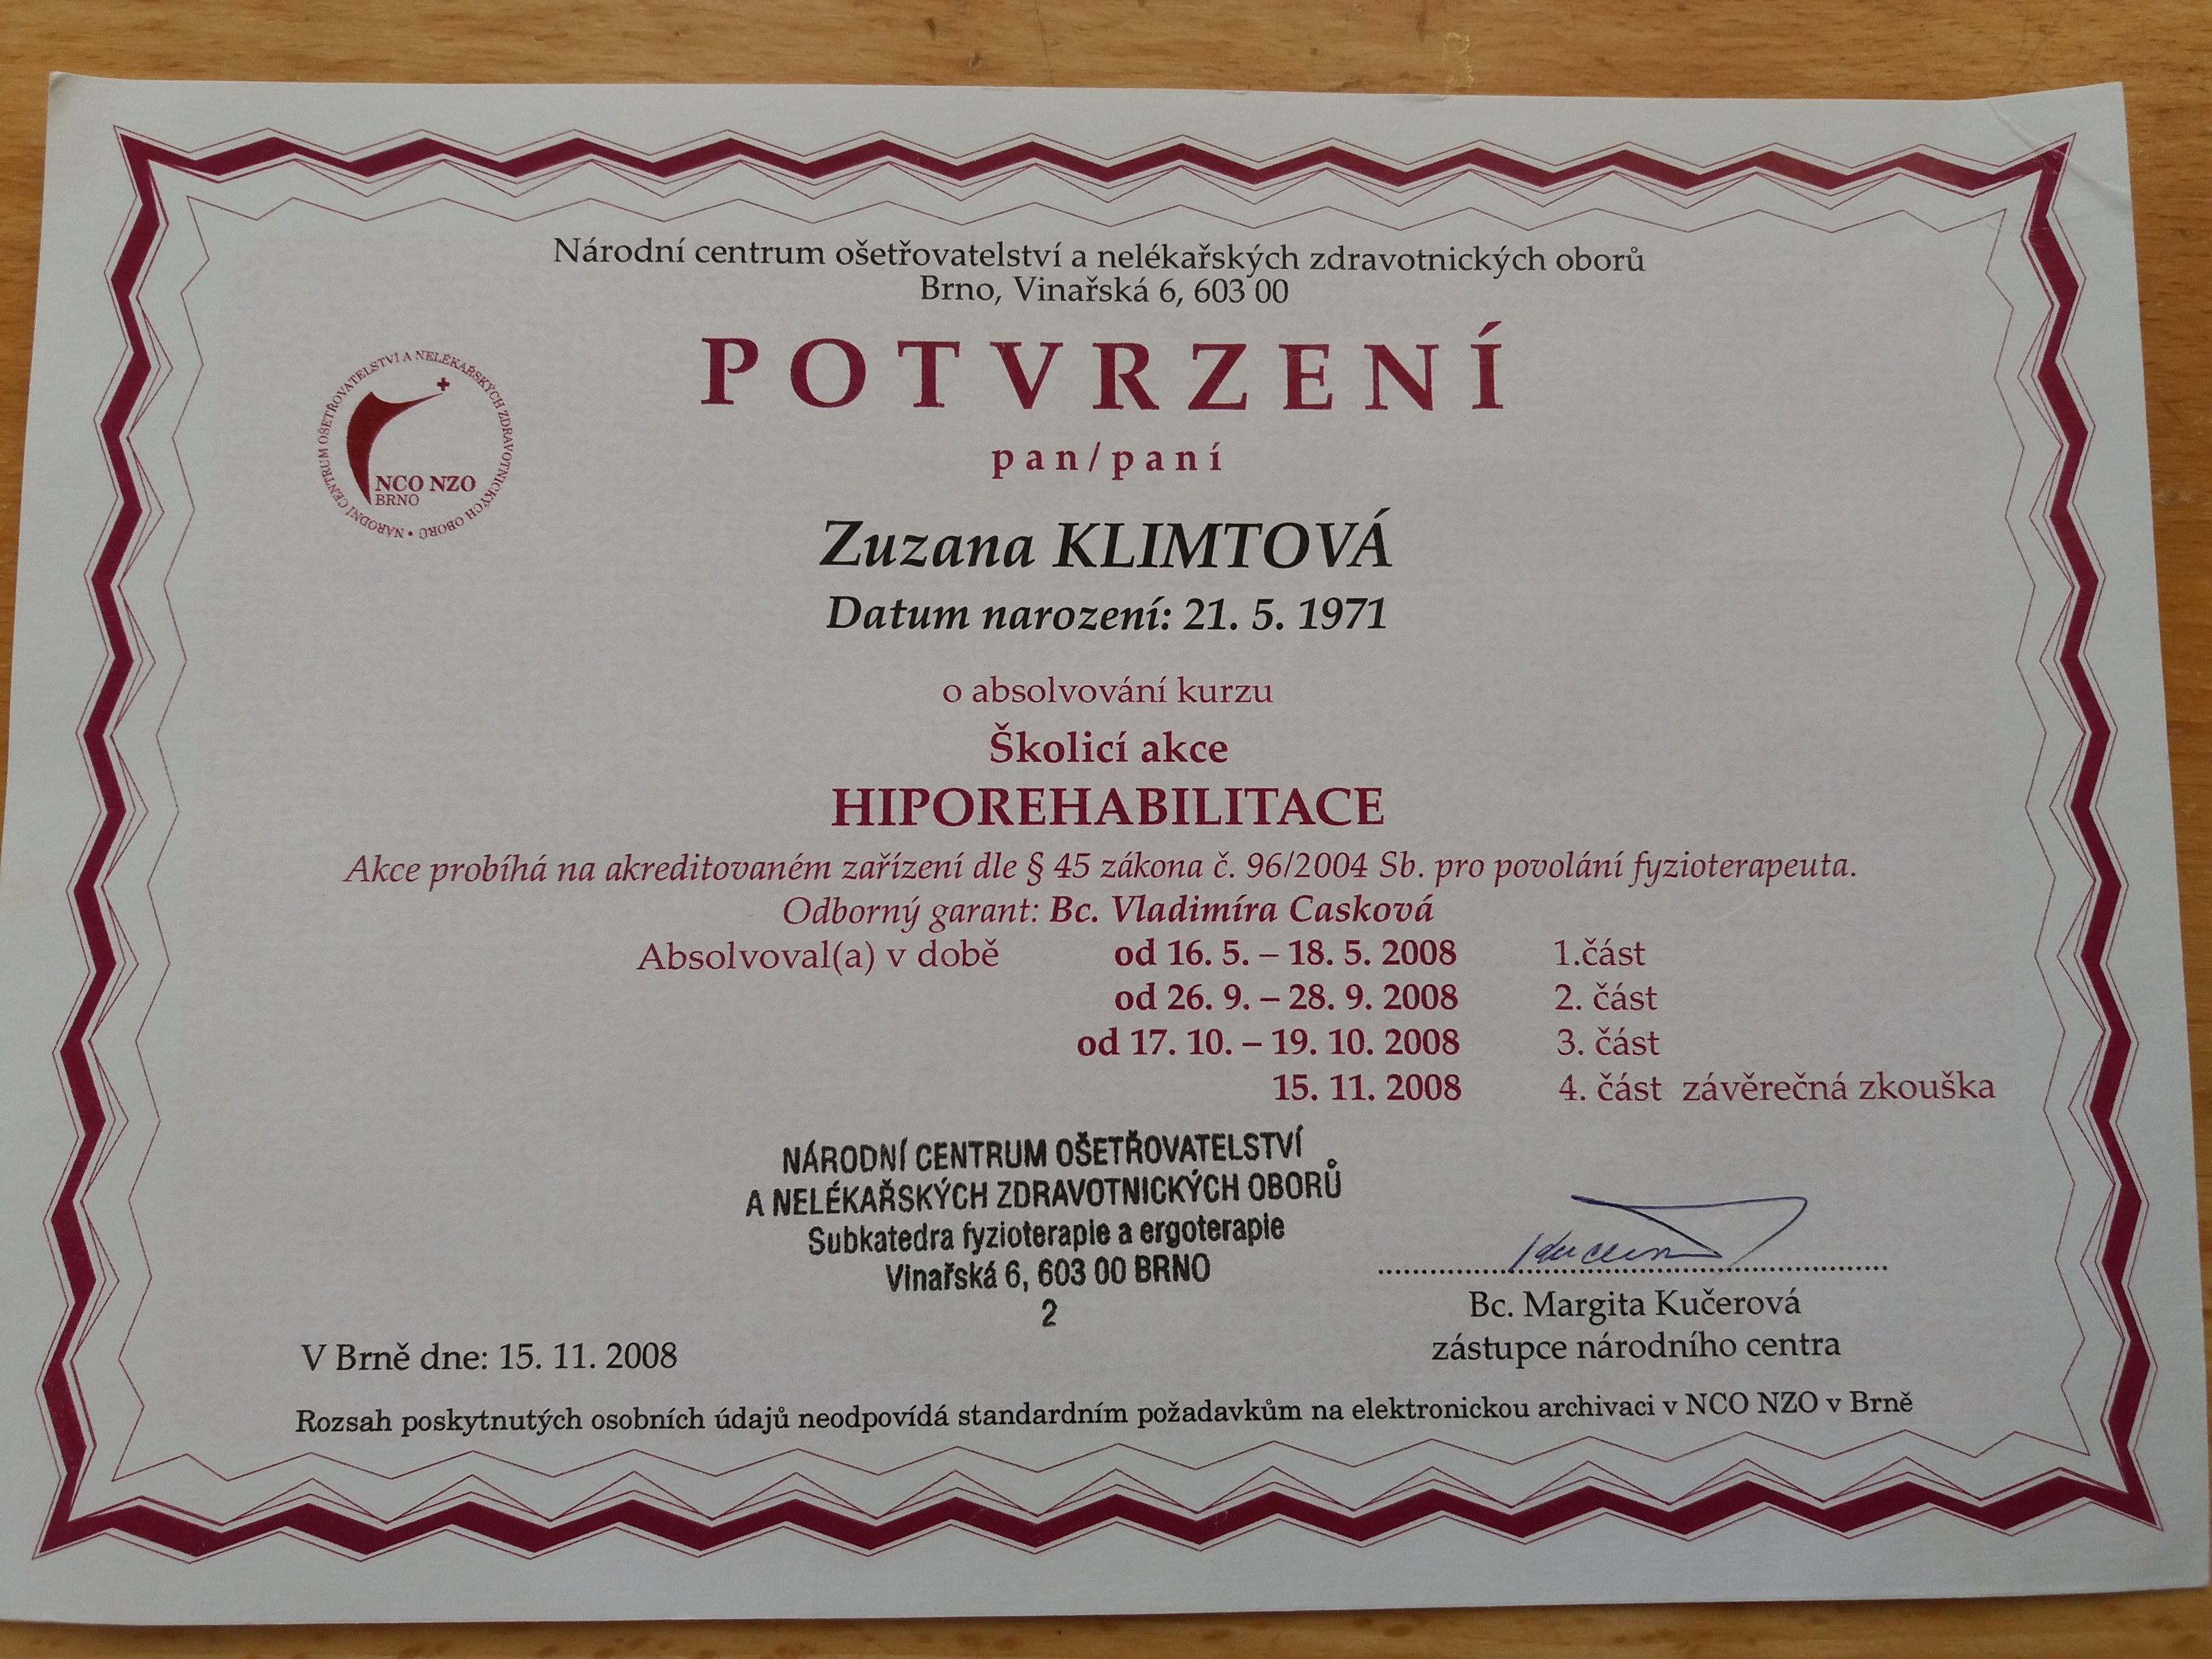 Národní centrum ošetřovatelství a nelékařských zdravotnických oborů
Brno, Vinařská 6, 603 00
POTVRZENÍ
pan/paní
NÁRODNÍ CENTRUM OŠETŘOVATELSTVÍ A NELÉKAŘSKÝCH ZDRAVOTNICKÝCH OBORŮ •
NCO NZO
BRNO
Zuzana KLIMTOVÁ
Datum narození: 21. 5. 1971
o absolvování kurzu
Školicí akce
HIPOREHABILITACE
Akce probíhá na akreditovaném zařízení dle § 45 zákona č. 96/2004 Sb. pro povolání fyzioterapeuta.
Odborný garant: Bc. Vladimíra Casková
Absolvoval(a) v době od 16. 5. – 18. 5. 2008 1.část
od 26. 9. – 28. 9. 2008 2. část
od 17. 10. – 19. 10. 2008 3. část
15. 11. 2008 4. část závěrečná zkouška
NÁRODNÍ CENTRUM OŠETŘOVATELSTVÍ
A NELÉKAŘSKÝCH ZDRAVOTNICKÝCH OBORŮ
Subkatedra fyzioterapie a ergoterapie
Vinařská 6, 603 00 BRNO
2
Bc. Margita Kučerová
zástupce národního centra
V Brně dne: 15. 11. 2008
Rozsah poskytnutých osobních údajů neodpovídá standardním požadavkům na elektronickou archivaci v NCO NZO v Brně